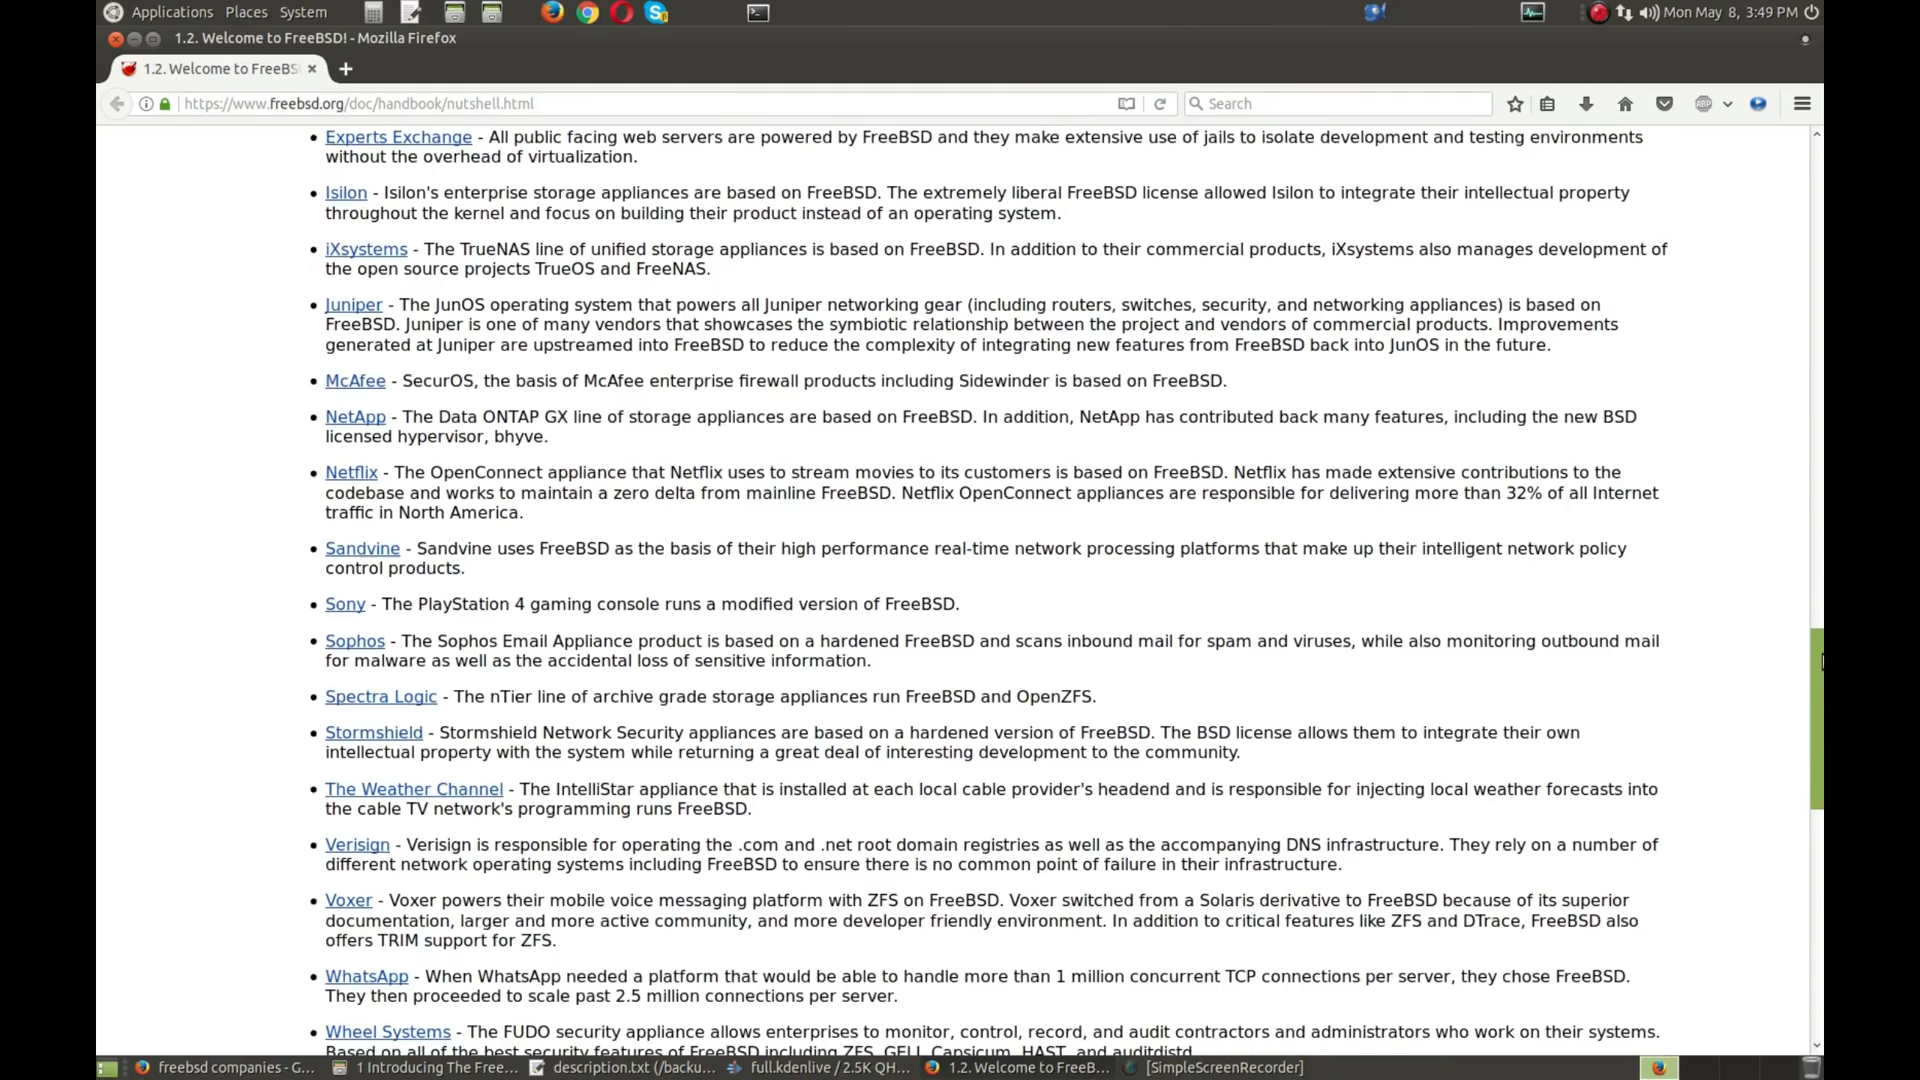 Applications Places System Mon May 8, 3:49 PM
1.2. Welcome to FreeBSD! - Mozilla Firefox
1.2. Welcome to FreeBS
https://www.freebsd.org/doc/handbook/nutshell.html Search ABP
Experts Exchange - All public facing web servers are powered by FreeBSD and they make extensive use of jails to isolate development and testing environments
without the overhead of virtualization.
Isilon - Isilon's enterprise storage appliances are based on FreeBSD. The extremely liberal FreeBSD license allowed Isilon to integrate their intellectual property
throughout the kernel and focus on building their product instead of an operating system.
iXsystems - The TrueNAS line of unified storage appliances is based on FreeBSD. In addition to their commercial products, iXsystems also manages development of
the open source projects TrueOS and FreeNAS.
Juniper - The JunOS operating system that powers all Juniper networking gear (including routers, switches, security, and networking appliances) is based on
FreeBSD. Juniper is one of many vendors that showcases the symbiotic relationship between the project and vendors of commercial products. Improvements
generated at Juniper are upstreamed into FreeBSD to reduce the complexity of integrating new features from FreeBSD back into JunOS in the future.
McAfee - SecurOS, the basis of McAfee enterprise firewall products including Sidewinder is based on FreeBSD.
NetApp - The Data ONTAP GX line of storage appliances are based on FreeBSD. In addition, NetApp has contributed back many features, including the new BSD
licensed hypervisor, bhyve.
Netflix - The OpenConnect appliance that Netflix uses to stream movies to its customers is based on FreeBSD. Netflix has made extensive contributions to the
codebase and works to maintain a zero delta from mainline FreeBSD. Netflix OpenConnect appliances are responsible for delivering more than 32% of all Internet
traffic in North America.
Sandvine - Sandvine uses FreeBSD as the basis of their high performance real-time network processing platforms that make up their intelligent network policy
control products.
Sony - The PlayStation 4 gaming console runs a modified version of FreeBSD.
Sophos - The Sophos Email Appliance product is based on a hardened FreeBSD and scans inbound mail for spam and viruses, while also monitoring outbound mail
for malware as well as the accidental loss of sensitive information.
Spectra Logic - The nTier line of archive grade storage appliances run FreeBSD and OpenZFS.
Stormshield - Stormshield Network Security appliances are based on a hardened version of FreeBSD. The BSD license allows them to integrate their own
intellectual property with the system while returning a great deal of interesting development to the community.
The Weather Channel - The IntelliStar appliance that is installed at each local cable provider's headend and is responsible for injecting local weather forecasts into
the cable TV network's programming runs FreeBSD.
Verisign - Verisign is responsible for operating the .com and .net root domain registries as well as the accompanying DNS infrastructure. They rely on a number of
different network operating systems including FreeBSD to ensure there is no common point of failure in their infrastructure.
Voxer - Voxer powers their mobile voice messaging platform with ZFS on FreeBSD. Voxer switched from a Solaris derivative to FreeBSD because of its superior
documentation, larger and more active community, and more developer friendly environment. In addition to critical features like ZFS and DTrace, FreeBSD also
offers TRIM support for ZFS.
WhatsApp - When WhatsApp needed a platform that would be able to handle more than 1 million concurrent TCP connections per server, they chose FreeBSD.
They then proceeded to scale past 2.5 million connections per server.
Wheel Systems - The FUDO security appliance allows enterprises to monitor, control, record, and audit contractors and administrators who work on their systems.
Based on all of the best security features of FreeBSD including ZFS, GELI, Capsicum, HAST, and auditdistd.
freebsd companies - G... 1 Introducing The Free... description.txt (/backu... full.kdenlive / 2.5K QH... 1.2. Welcome to FreeB... [SimpleScreenRecorder]